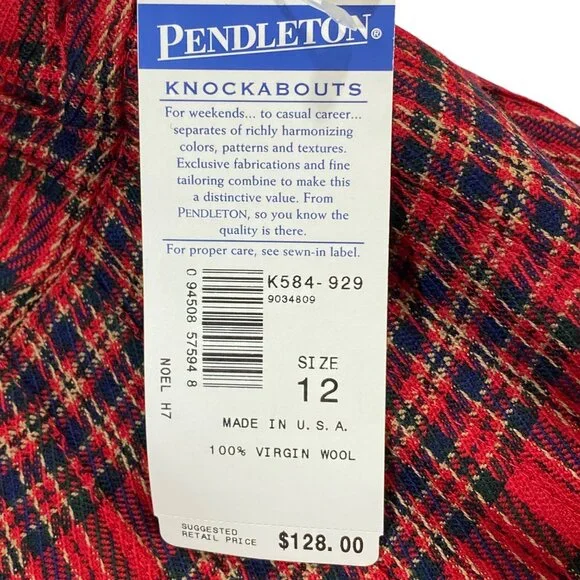 PENDLETON®
KNOCKABOUTS
For weekends... to casual career...
separates of richly harmonizing
colors, patterns and textures.
Exclusive fabrications and fine
tailoring combine to make this
a distinctive value. From
PENDLETON, so you know the
quality is there.
For proper care, see sewn-in label.
0 94508 57594 8
NOEL H7
K584-929
9034809
SIZE
12
MADE IN U.S.A.
100% VIRGIN WOOL
SUGGESTED
RETAIL PRICE
$128.00